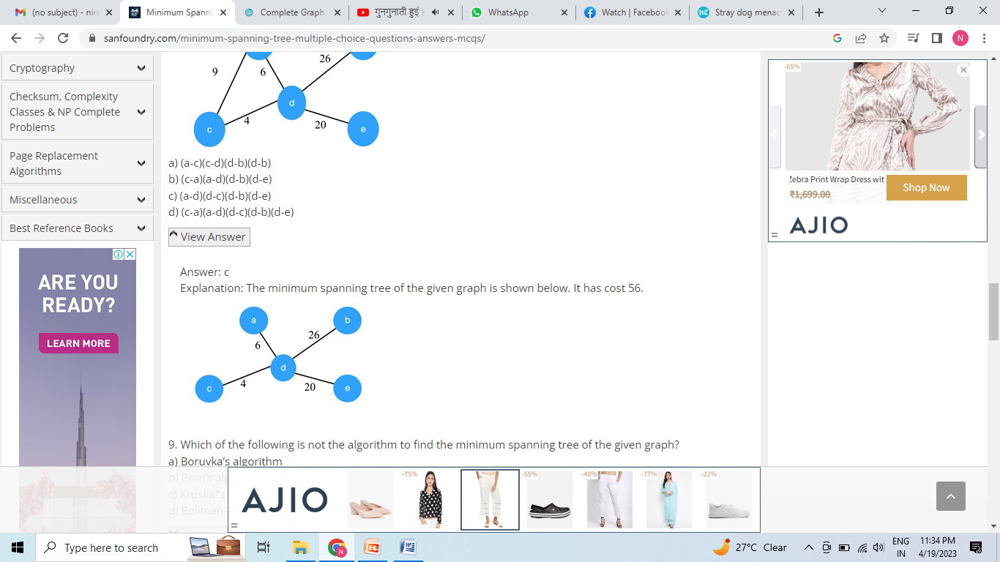 (no subject) - nira
Minimum Spanni
Complete Graph
गुनगुनाती हुई
WhatsApp
Watch | Facebook
Stray dog menac
sanfoundry.com/minimum-spanning-tree-multiple-choice-questions-answers-mcqs/
N
Cryptography
Checksum, Complexity
Classes & NP Complete
Problems
Page Replacement
Algorithms
Miscellaneous
Best Reference Books
ARE YOU
READY?
LEARN MORE
9
6
26
d
4
20
c
e
a) (a-c)(c-d)(d-b)(d-b)
b) (c-a)(a-d)(d-b)(d-e)
c) (a-d)(d-c)(d-b)(d-e)
d) (c-a)(a-d)(d-c)(d-b)(d-e)
View Answer
Answer: c
Explanation: The minimum spanning tree of the given graph is shown below. It has cost 56.
a
b
6
26
d
4
20
c
e
9. Which of the following is not the algorithm to find the minimum spanning tree of the given graph?
a) Boruvka's algorithm
b) Prim's alg
c) Kruskal's
d) Bellman-
-65%
Zebra Print Wrap Dress wit
₹1,699.00
Shop Now
AJIO
AJIO
-75%
-55%
-48%
-77%
-22%
Type here to search
27°C Clear
ENG
IN
11:34 PM
4/19/2023